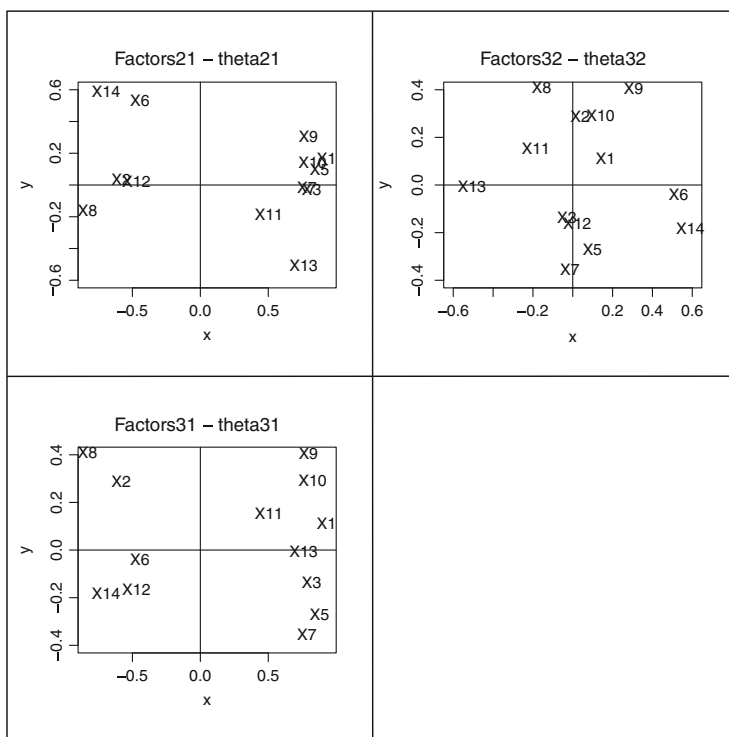 Factors21 – theta21
X14
X6
X9
X1
X10
X5
X2
X12
X7
X3
X8
X11
X13
0.6
0.2
−0.2
−0.6
y
−0.5 0.0 0.5
x
Factors32 – theta32
X8
X9
X2
X10
X11
X1
X13
X6
X3
X12
X14
X5
X7
0.4
0.2
0.0
−0.2
−0.4
y
−0.6 −0.2 0.2 0.4 0.6
x
Factors31 – theta31
X8
X9
X2
X10
X11
X1
X13
X6
X3
X14
X12
X5
X7
0.4
0.2
0.0
−0.2
−0.4
y
−0.5 0.0 0.5
x